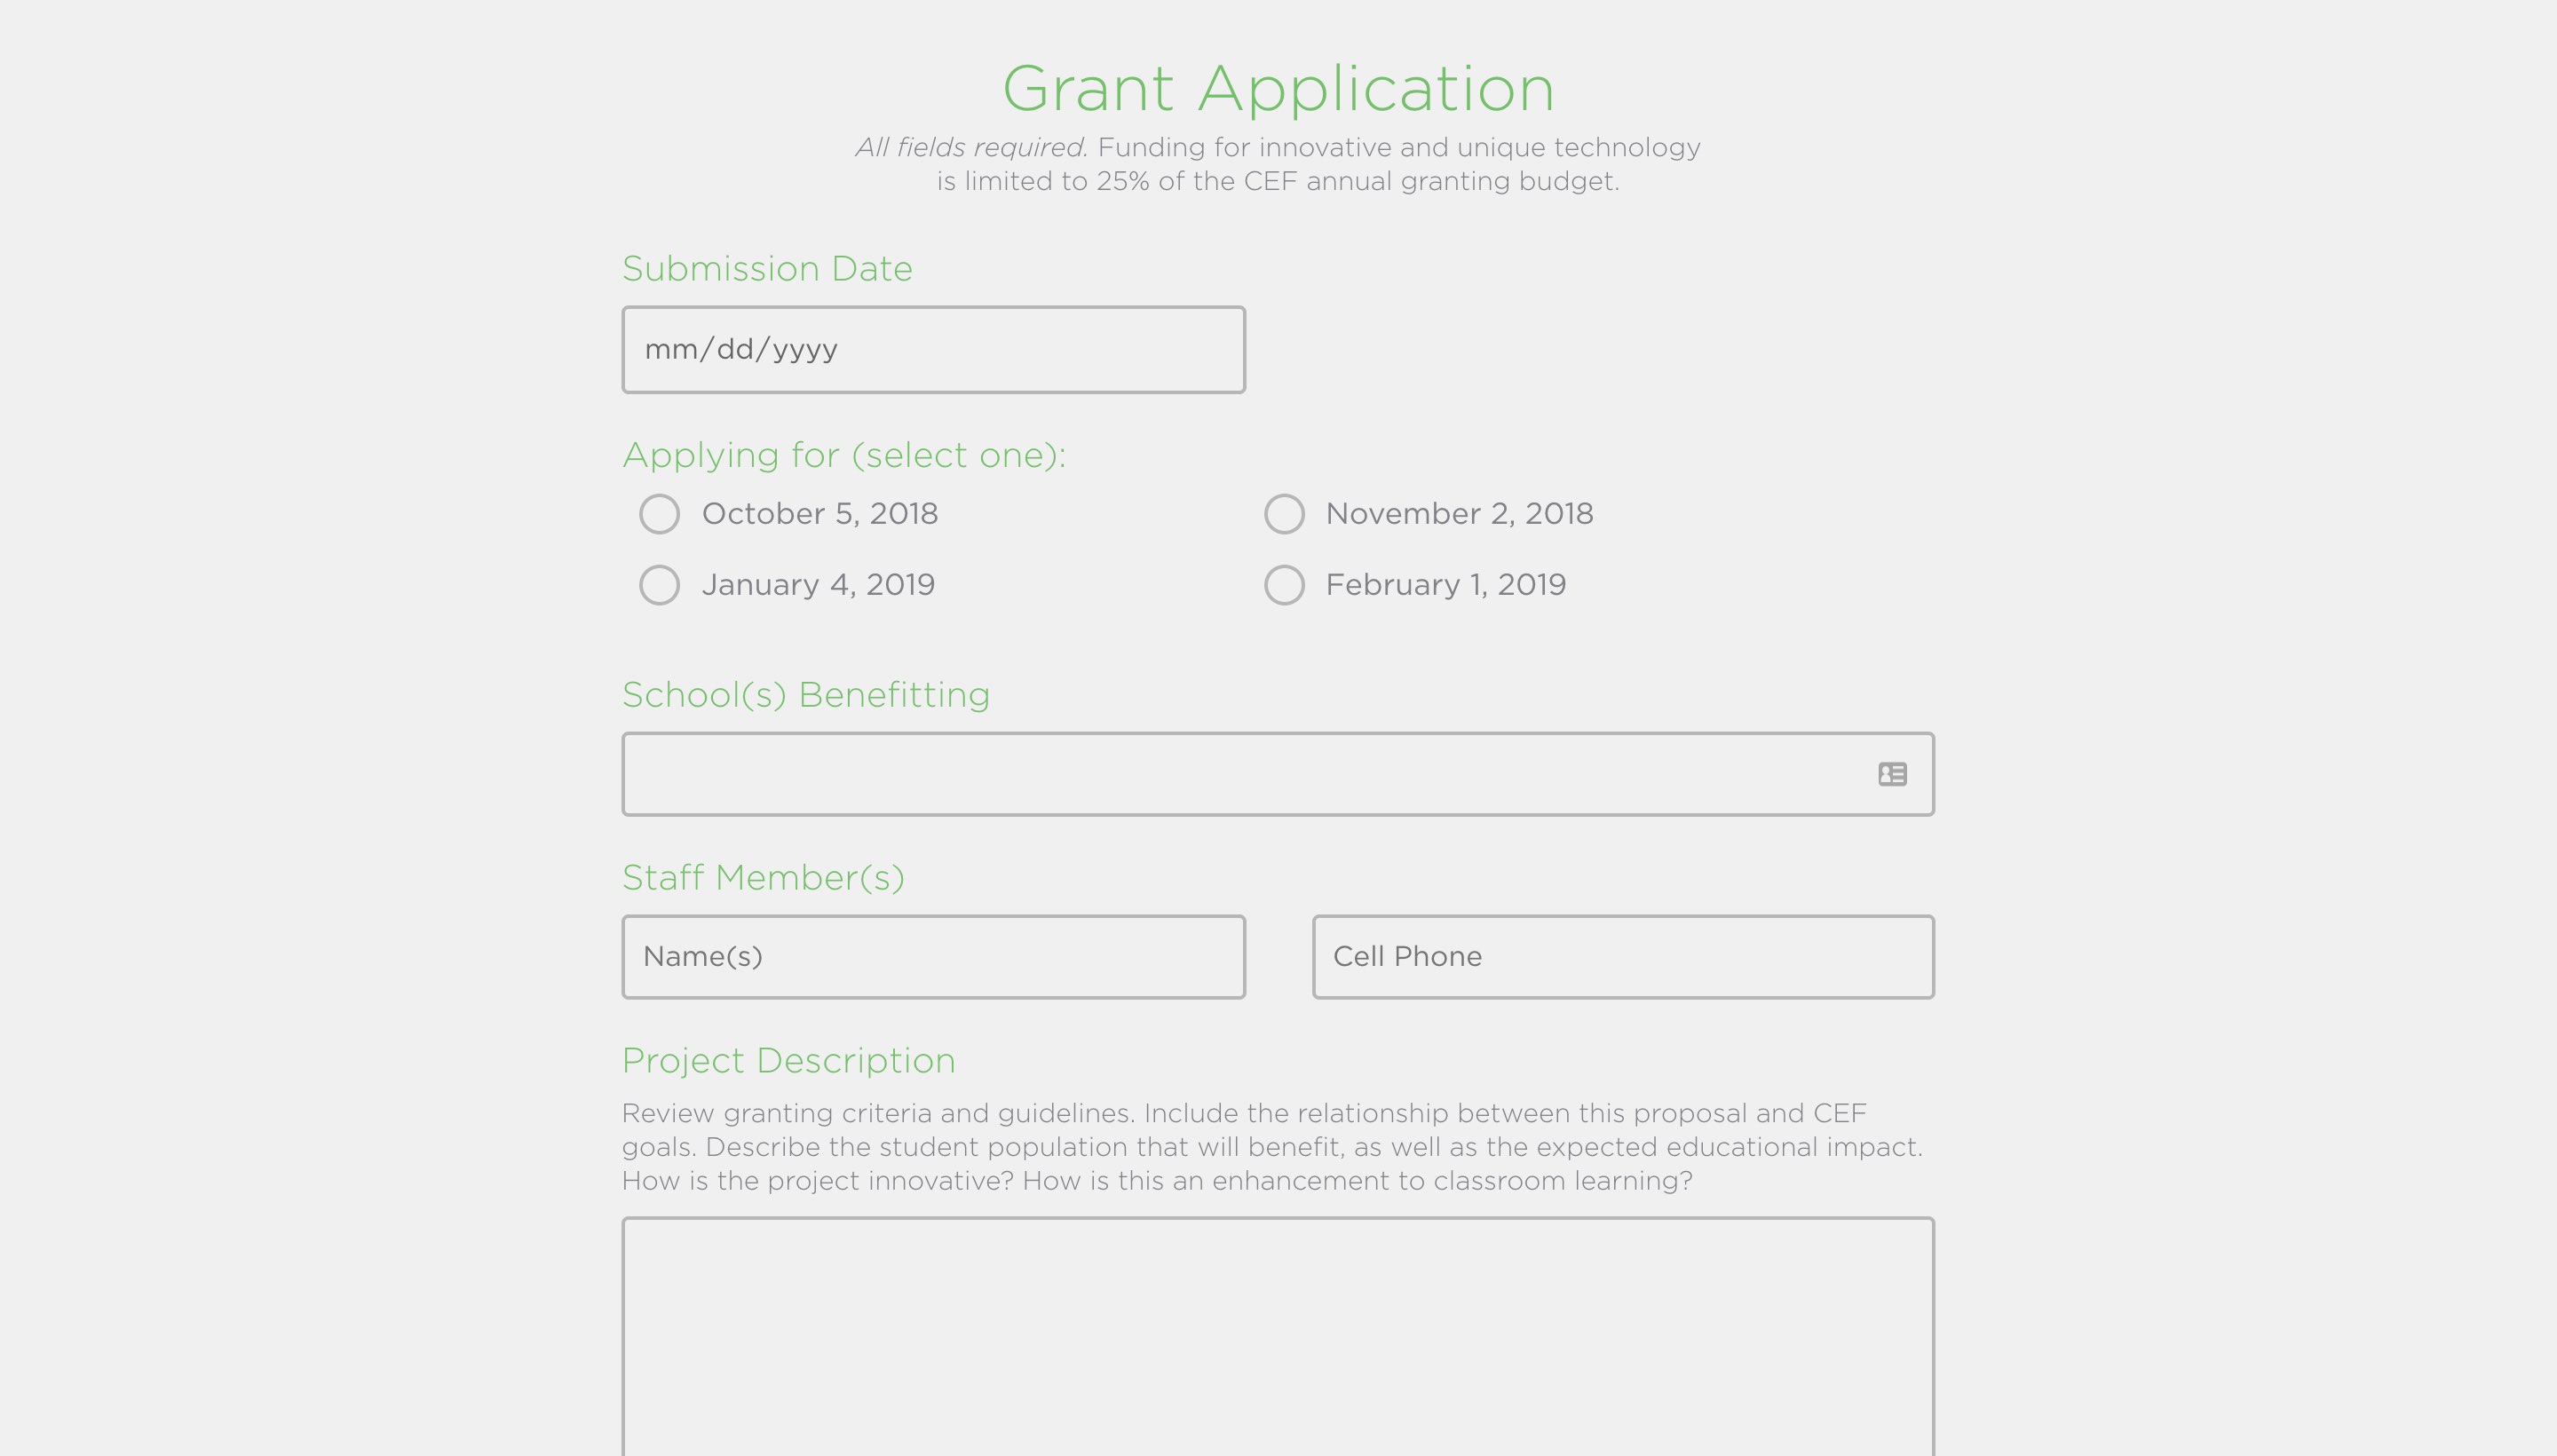 Grant Application
All fields required. Funding for innovative and unique technology
is limited to 25% of the CEF annual granting budget.
Submission Date
mm/dd/yyyy
Applying for (select one):
October 5, 2018
November 2, 2018
January 4, 2019
February 1, 2019
School(s) Benefitting
Staff Member(s)
Name(s)
Cell Phone
Project Description
Review granting criteria and guidelines. Include the relationship between this proposal and CEF
goals. Describe the student population that will benefit, as well as the expected educational impact.
How is the project innovative? How is this an enhancement to classroom learning?